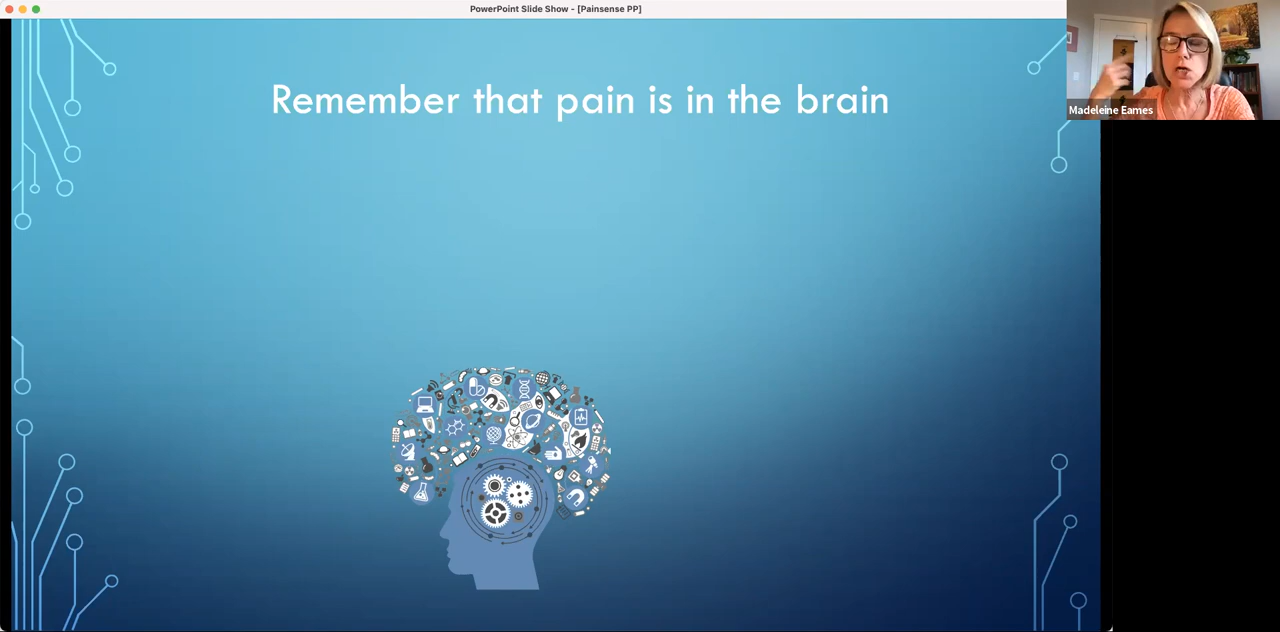 PowerPoint Slide Show - [Painsense PP]
Remember that pain is in the brain
Madeleine Eames